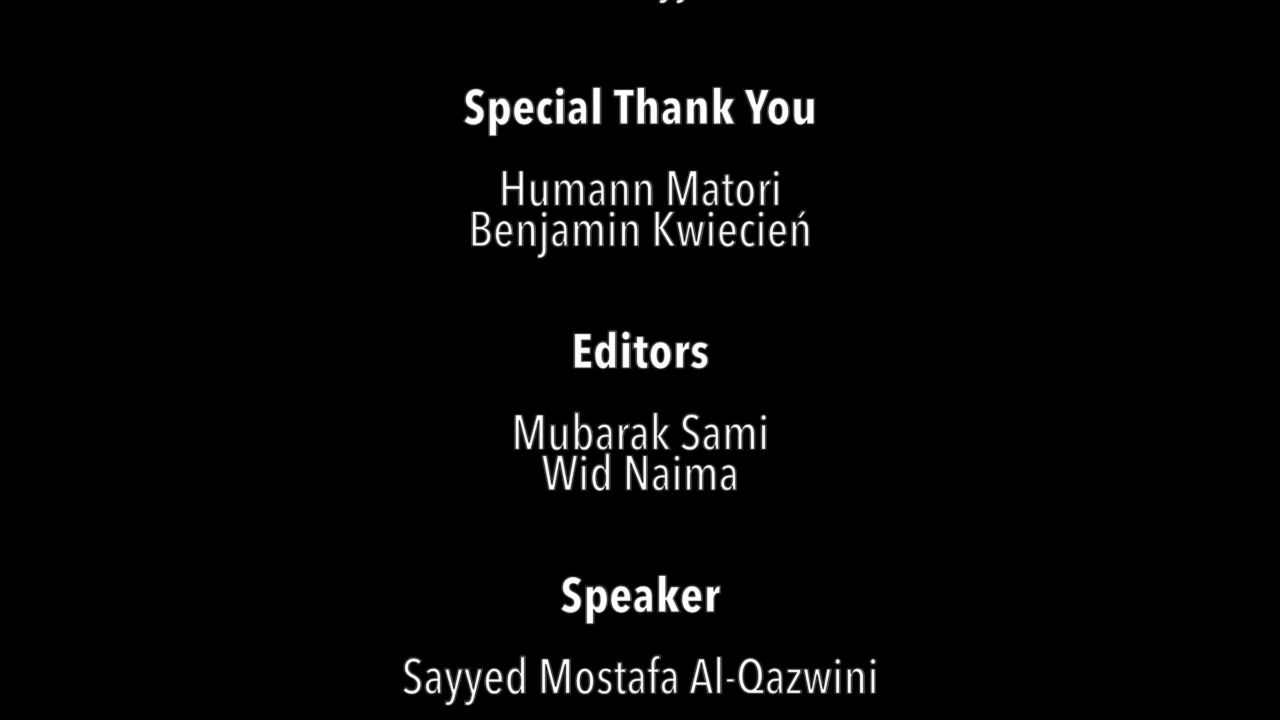 Special Thank You
Humann Matori
Benjamin Kwiecień
Editors
Mubarak Sami
Wid Naima
Speaker
Sayyed Mostafa Al-Qazwini